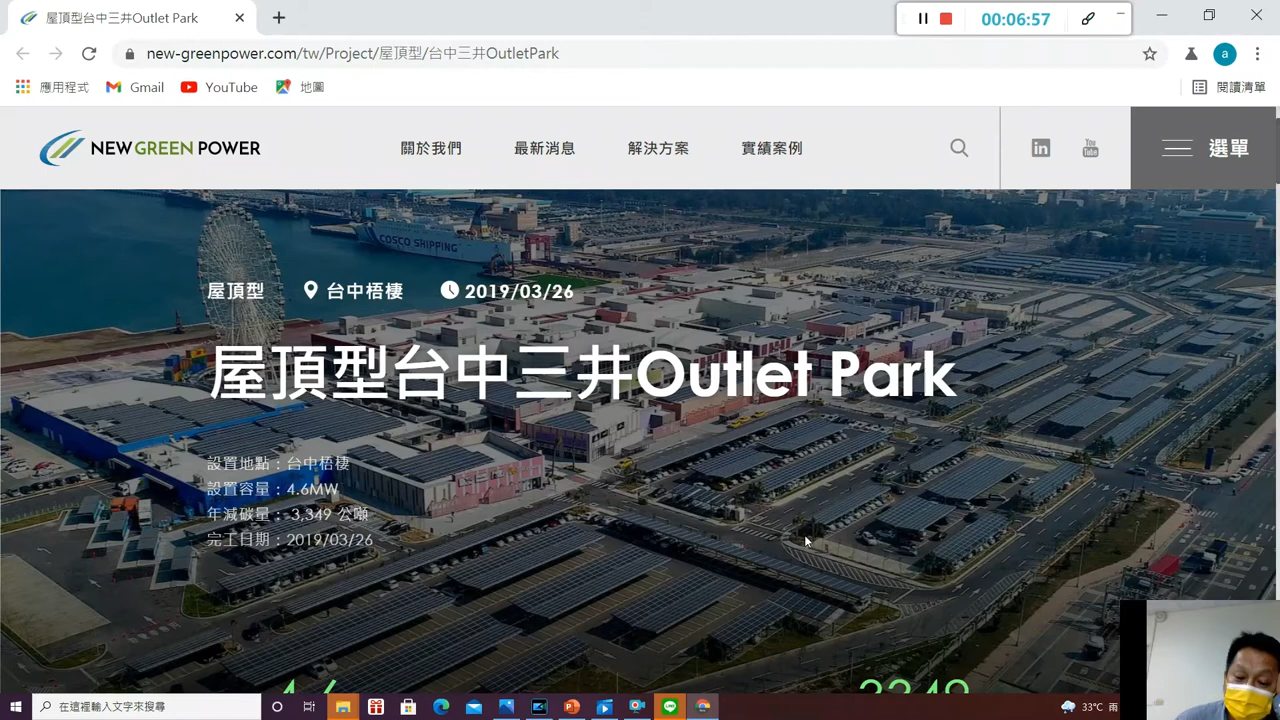 屋頂型台中三井Outlet Park
00:06:57
new-greenpower.com/tw/Project/屋頂型/台中三井OutletPark
a
應用程式
Gmail
YouTube
地圖
閱讀清單
NEW GREEN POWER
關於我們
最新消息
解決方案
實績案例
in
You Tube
選單
COSCO SHIPPING
屋頂型
台中梧棲
2019/03/26
屋頂型台中三井Outlet Park
設置地點：台中梧棲
設置容量：4.6MW
年減碳量： 3,349 公噸
完工日期：2019/03/26
4.6
3349
在這裡輸入文字來搜尋
33°C 雨